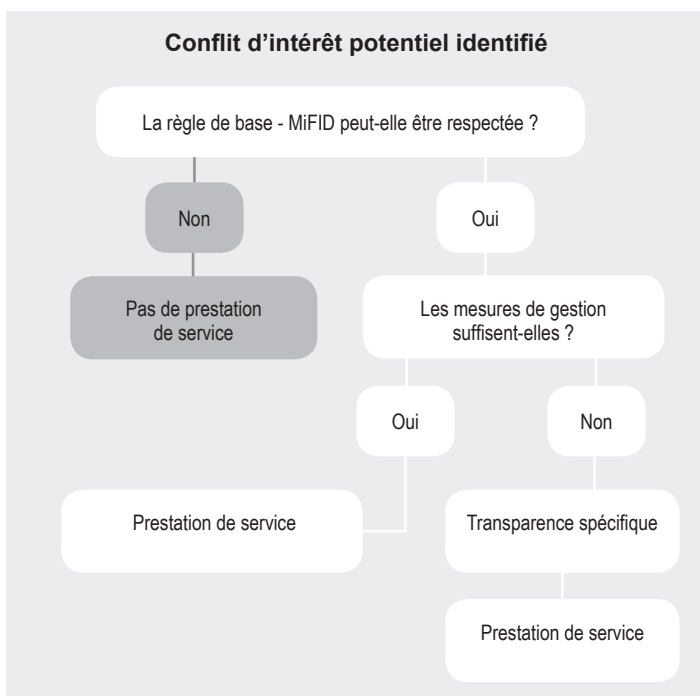 Conflit d'intérêt potentiel identifié
La règle de base - MiFID peut-elle être respectée ?
Non
Oui
Pas de prestation
de service
Les mesures de gestion
suffisent-elles ?
Oui
Non
Prestation de service
Transparence spécifique
Prestation de service